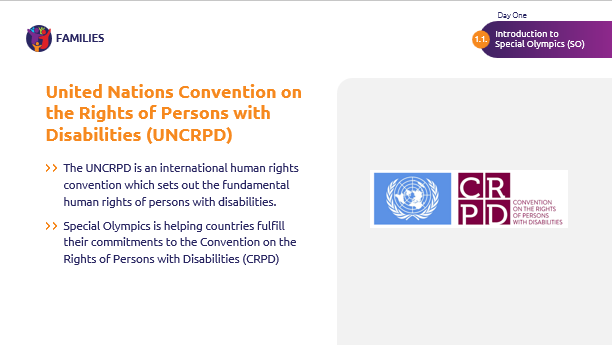 Day One
FAMILIES
1.1.
Introduction to
Special Olympics (SO)
United Nations Convention on
the Rights of Persons with
Disabilities (UNCRPD)
The UNCRPD is an international human rights
convention which sets out the fundamental
human rights of persons with disabilities.
Special Olympics is helping countries fulfill
their commitments to the Convention on the
Rights of Persons with Disabilities (CRPD)
CR
PD
CONVENTION
ON THE RIGHTS
OF PERSONS
WITH DISABILITIES